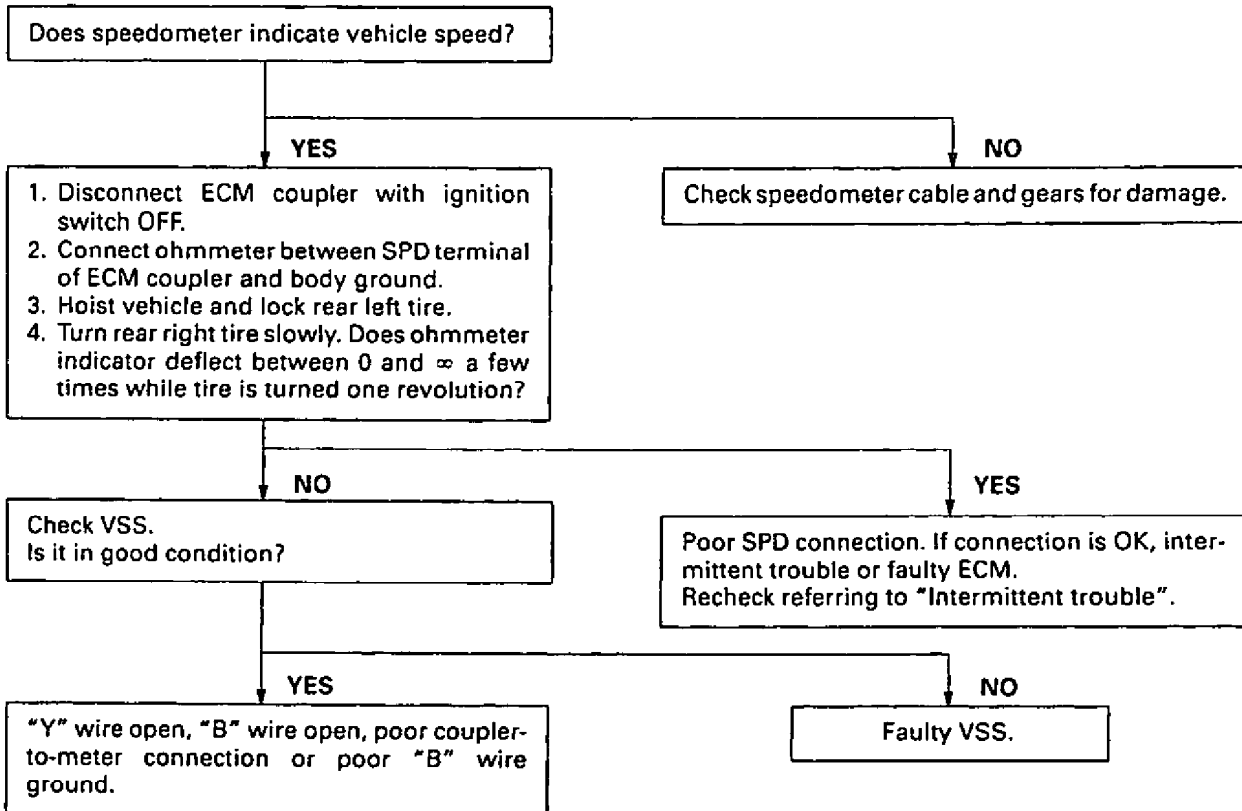 Does speedometer indicate vehicle speed?
YES
NO
1. Disconnect ECM coupler with ignition
switch OFF.
2. Connect ohmmeter between SPD terminal
of ECM coupler and body ground.
3. Hoist vehicle and lock rear left tire.
4. Turn rear right tire slowly. Does ohmmeter
indicator deflect between 0 and ∞ a few
times while tire is turned one revolution?
Check speedometer cable and gears for damage.
NO
YES
Check VSS.
Is it in good condition?
Poor SPD connection. If connection is OK, inter-
mittent trouble or faulty ECM.
Recheck referring to "Intermittent trouble".
YES
NO
"Y" wire open, "B" wire open, poor coupler-
to-meter connection or poor "B" wire
ground.
Faulty VSS.